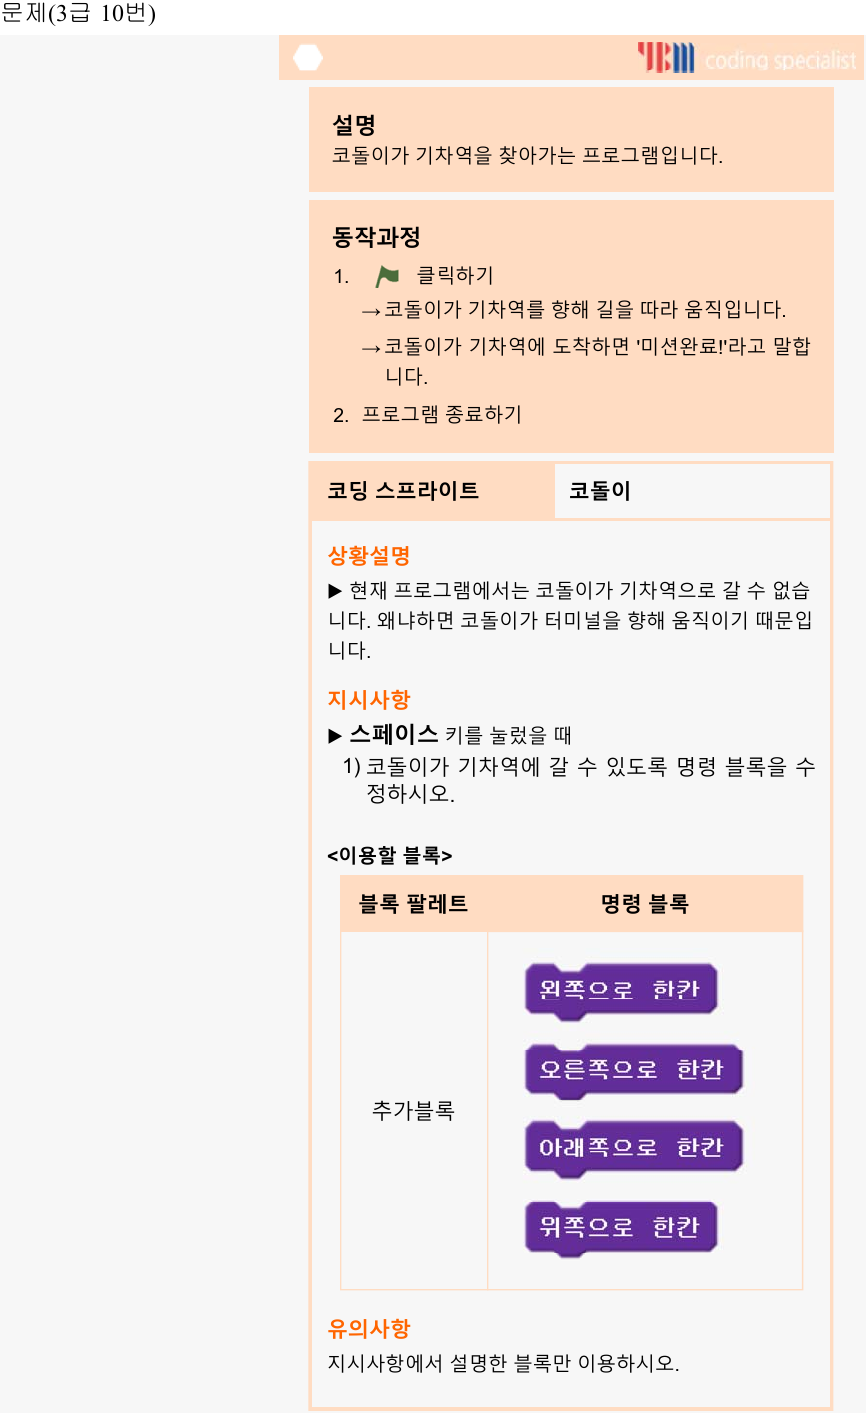 문제(3급 10번)
YBM coding specialist
설명
코돌이가 기차역을 찾아가는 프로그램입니다.
동작과정
1. 클릭하기
→코돌이가 기차역를 향해 길을 따라 움직입니다.
→코돌이가 기차역에 도착하면 '미션완료!'라고 말합
니다.
2. 프로그램 종료하기
코딩 스프라이트 코돌이
상황설명
▶ 현재 프로그램에서는 코돌이가 기차역으로 갈 수 없습
니다. 왜냐하면 코돌이가 터미널을 향해 움직이기 때문입
니다.
지시사항
▶ 스페이스 키를 눌렀을 때
1) 코돌이가 기차역에 갈 수 있도록 명령 블록을 수
정하시오.
<이용할 블록>
블록 팔레트 명령 블록
왼쪽으로 한칸
오른쪽으로 한칸
추가블록
아래쪽으로 한칸
위쪽으로 한칸
유의사항
지시사항에서 설명한 블록만 이용하시오.